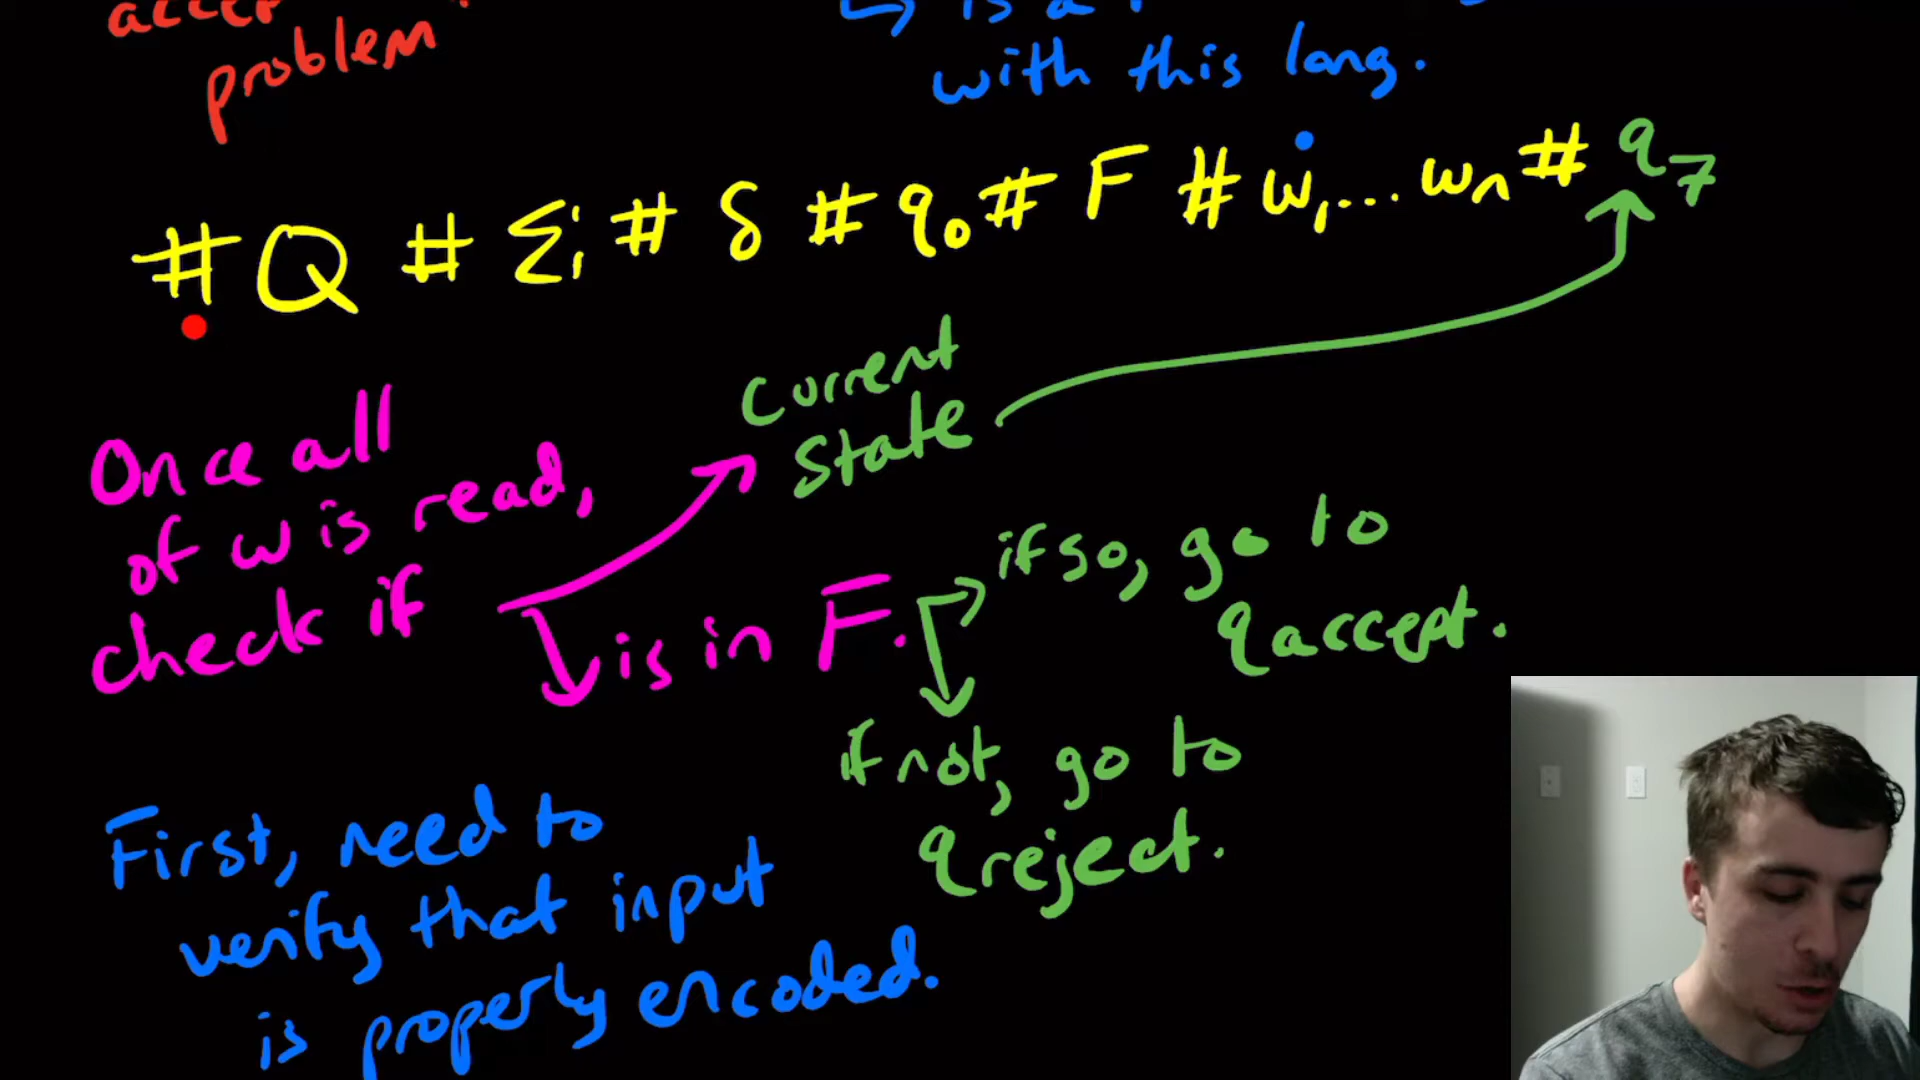 problem
with this long.
# Q # Σ # δ # q0 # F # w1 ... wn # q7
Current
State
Once all
of w is read,
check if
is in F.
if so, go to
qaccept.
if not, go to
qreject.
First, need to
verify that input
is properly encoded.